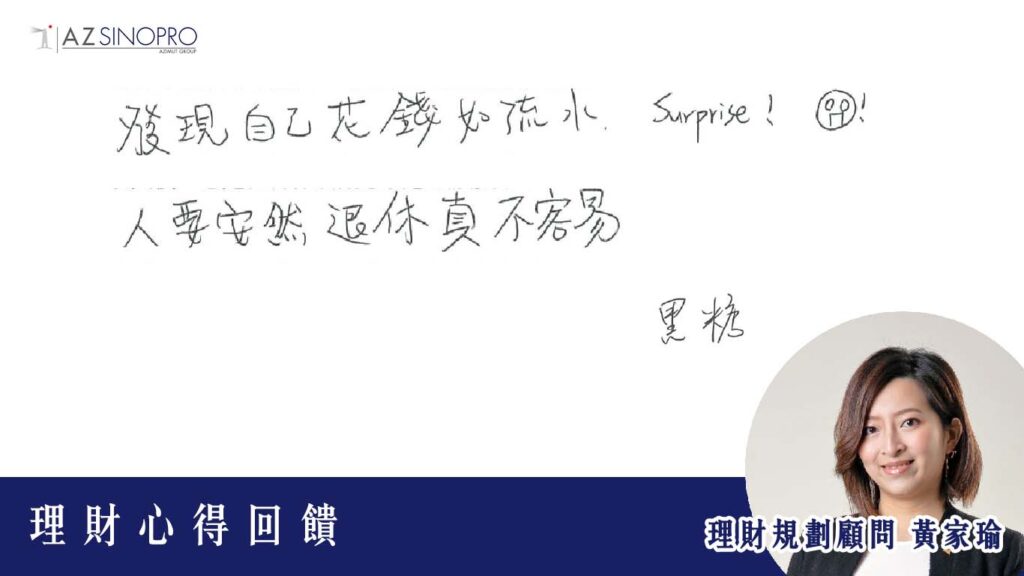 AZ SINOPRO
AZIMUT GROUP
發現自己花錢如流水. Surprise! !
人要安然退休真不容易
黑糖
理財心得回饋
理財規劃顧問 黃家瑜